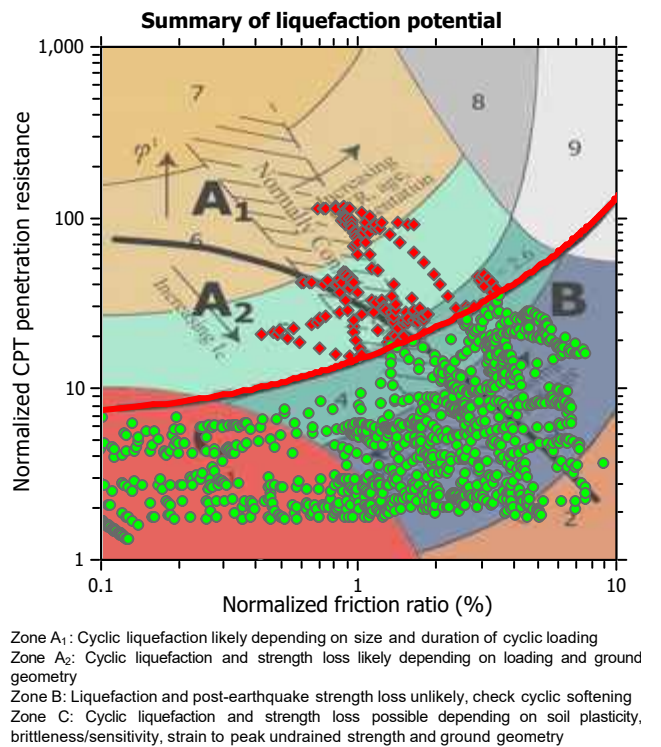 Summary of liquefaction potential
1,000
100
10
1
0.1
1
10
Normalized CPT penetration resistance
Normalized friction ratio (%)
7
8
9
φ'
A1
6
A2
B
4
2
Increasing
Normally
Increasing Ic
Zone A1: Cyclic liquefaction likely depending on size and duration of cyclic loading
Zone A2: Cyclic liquefaction and strength loss likely depending on loading and ground
geometry
Zone B: Liquefaction and post-earthquake strength loss unlikely, check cyclic softening
Zone C: Cyclic liquefaction and strength loss possible depending on soil plasticity,
brittleness/sensitivity, strain to peak undrained strength and ground geometry